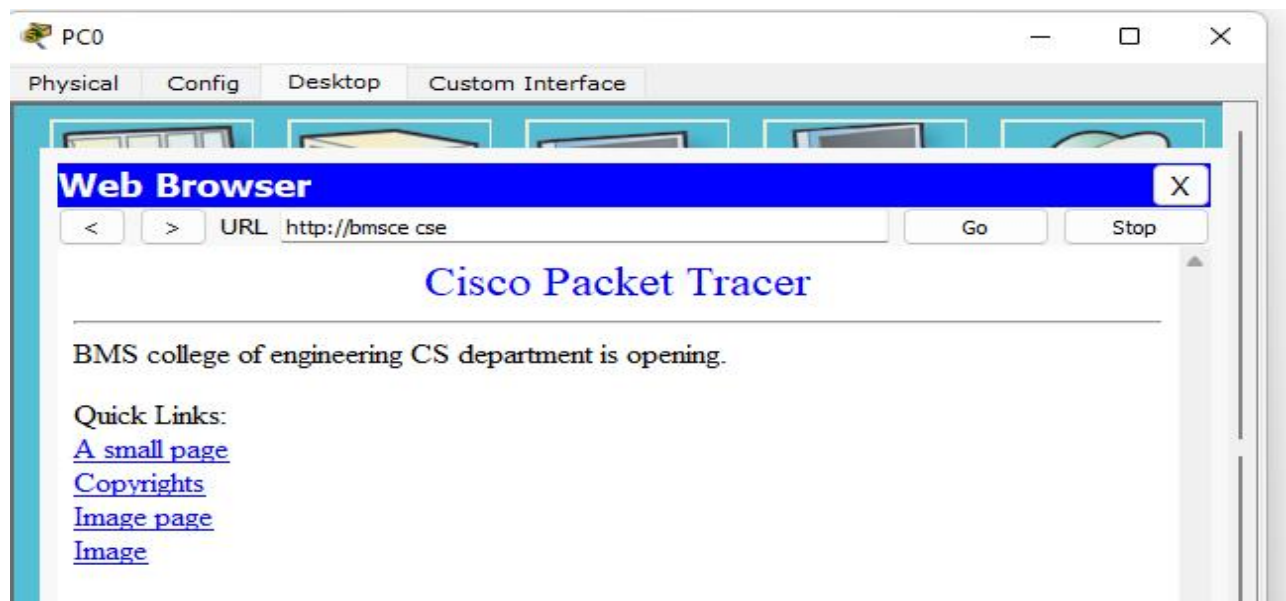 PC0
Physical Config Desktop Custom Interface
Web Browser
X
< > URL http://bmsce cse Go Stop
Cisco Packet Tracer
BMS college of engineering CS department is opening.
Quick Links:
A small page
Copyrights
Image page
Image